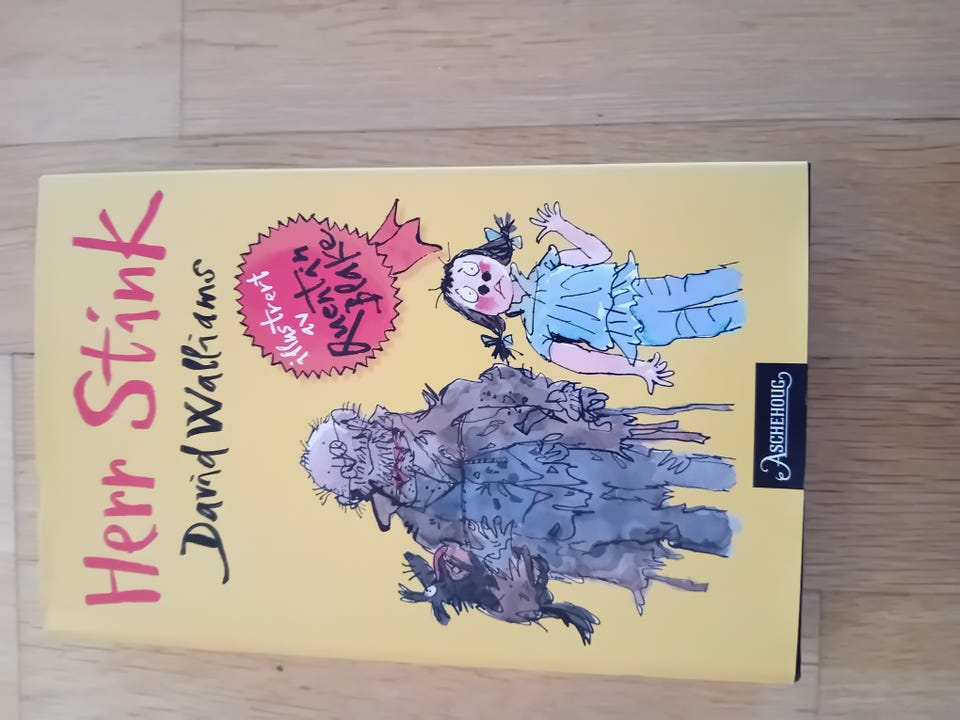 Herr Stink
David Walliams
illustrert
av
Quentin
Blake
ASCHEHOUG